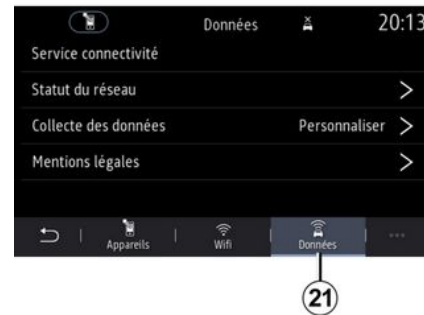 Données 20:13
Service connectivité
Statut du réseau
Collecte des données Personnaliser
Mentions légales
Appareils Wifi Données
21